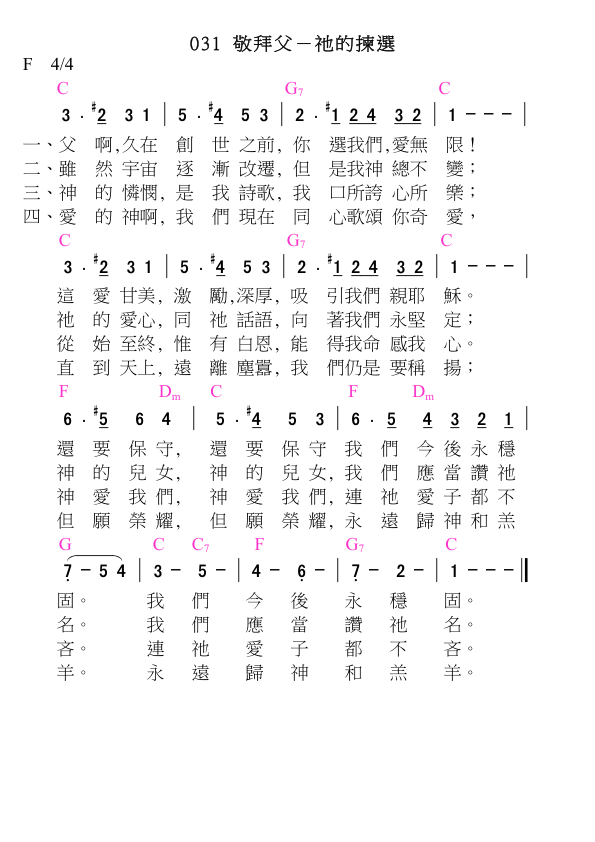 031 敬拜父－祂的揀選
F 4/4
C G7 C
3 · #2 3 1 | 5 · #4 5 3 | 2 · #1 2 4 3 2 | 1 - - - |
一、父 啊,久在 創 世 之前, 你 選我們,愛無 限！
二、雖 然 宇宙 逐 漸 改遷, 但 是我神 總不 變；
三、神 的 憐憫, 是 我 詩歌, 我 口所誇 心所 樂；
四、愛的 神啊, 我 們 現在 同 心歌頌 你奇 愛，
C G7 C
3 · #2 3 1 | 5 · #4 5 3 | 2 · #1 2 4 3 2 | 1 - - - |
這 愛 甘美, 激 勵,深厚, 吸 引我們 親耶 穌。
祂 的 愛心, 同 祂 話語, 向 著我們 永堅 定；
從 始 至終, 惟 有 白恩, 能 得我命 感我 心。
直 到 天上, 遠 離 塵囂, 我 們仍是 要稱 揚；
F Dm C F Dm
6 · #5 6 4 | 5 · #4 5 3 | 6 · 5 4 3 2 1 |
還 要 保 守, 還 要 保 守 我 們 今 後 永 穩
神 的 兒 女, 神 的 兒 女, 我 們 應 當 讚 祂
神 愛 我 們, 神 愛 我 們, 連 祂 愛 子 都 不
但 願 榮 耀, 但 願 榮 耀, 永 遠 歸 神 和 羔
G C C7 F G7 C
7 - 5 4 | 3 - 5 - | 4 - 6 - | 7 - 2 - | 1 - - - ‖
固。 我 們 今 後 永 穩 固。
名。 我 們 應 當 讚 祂 名。
吝。 連 祂 愛 子 都 不 吝。
羊。 永 遠 歸 神 和 羔 羊。